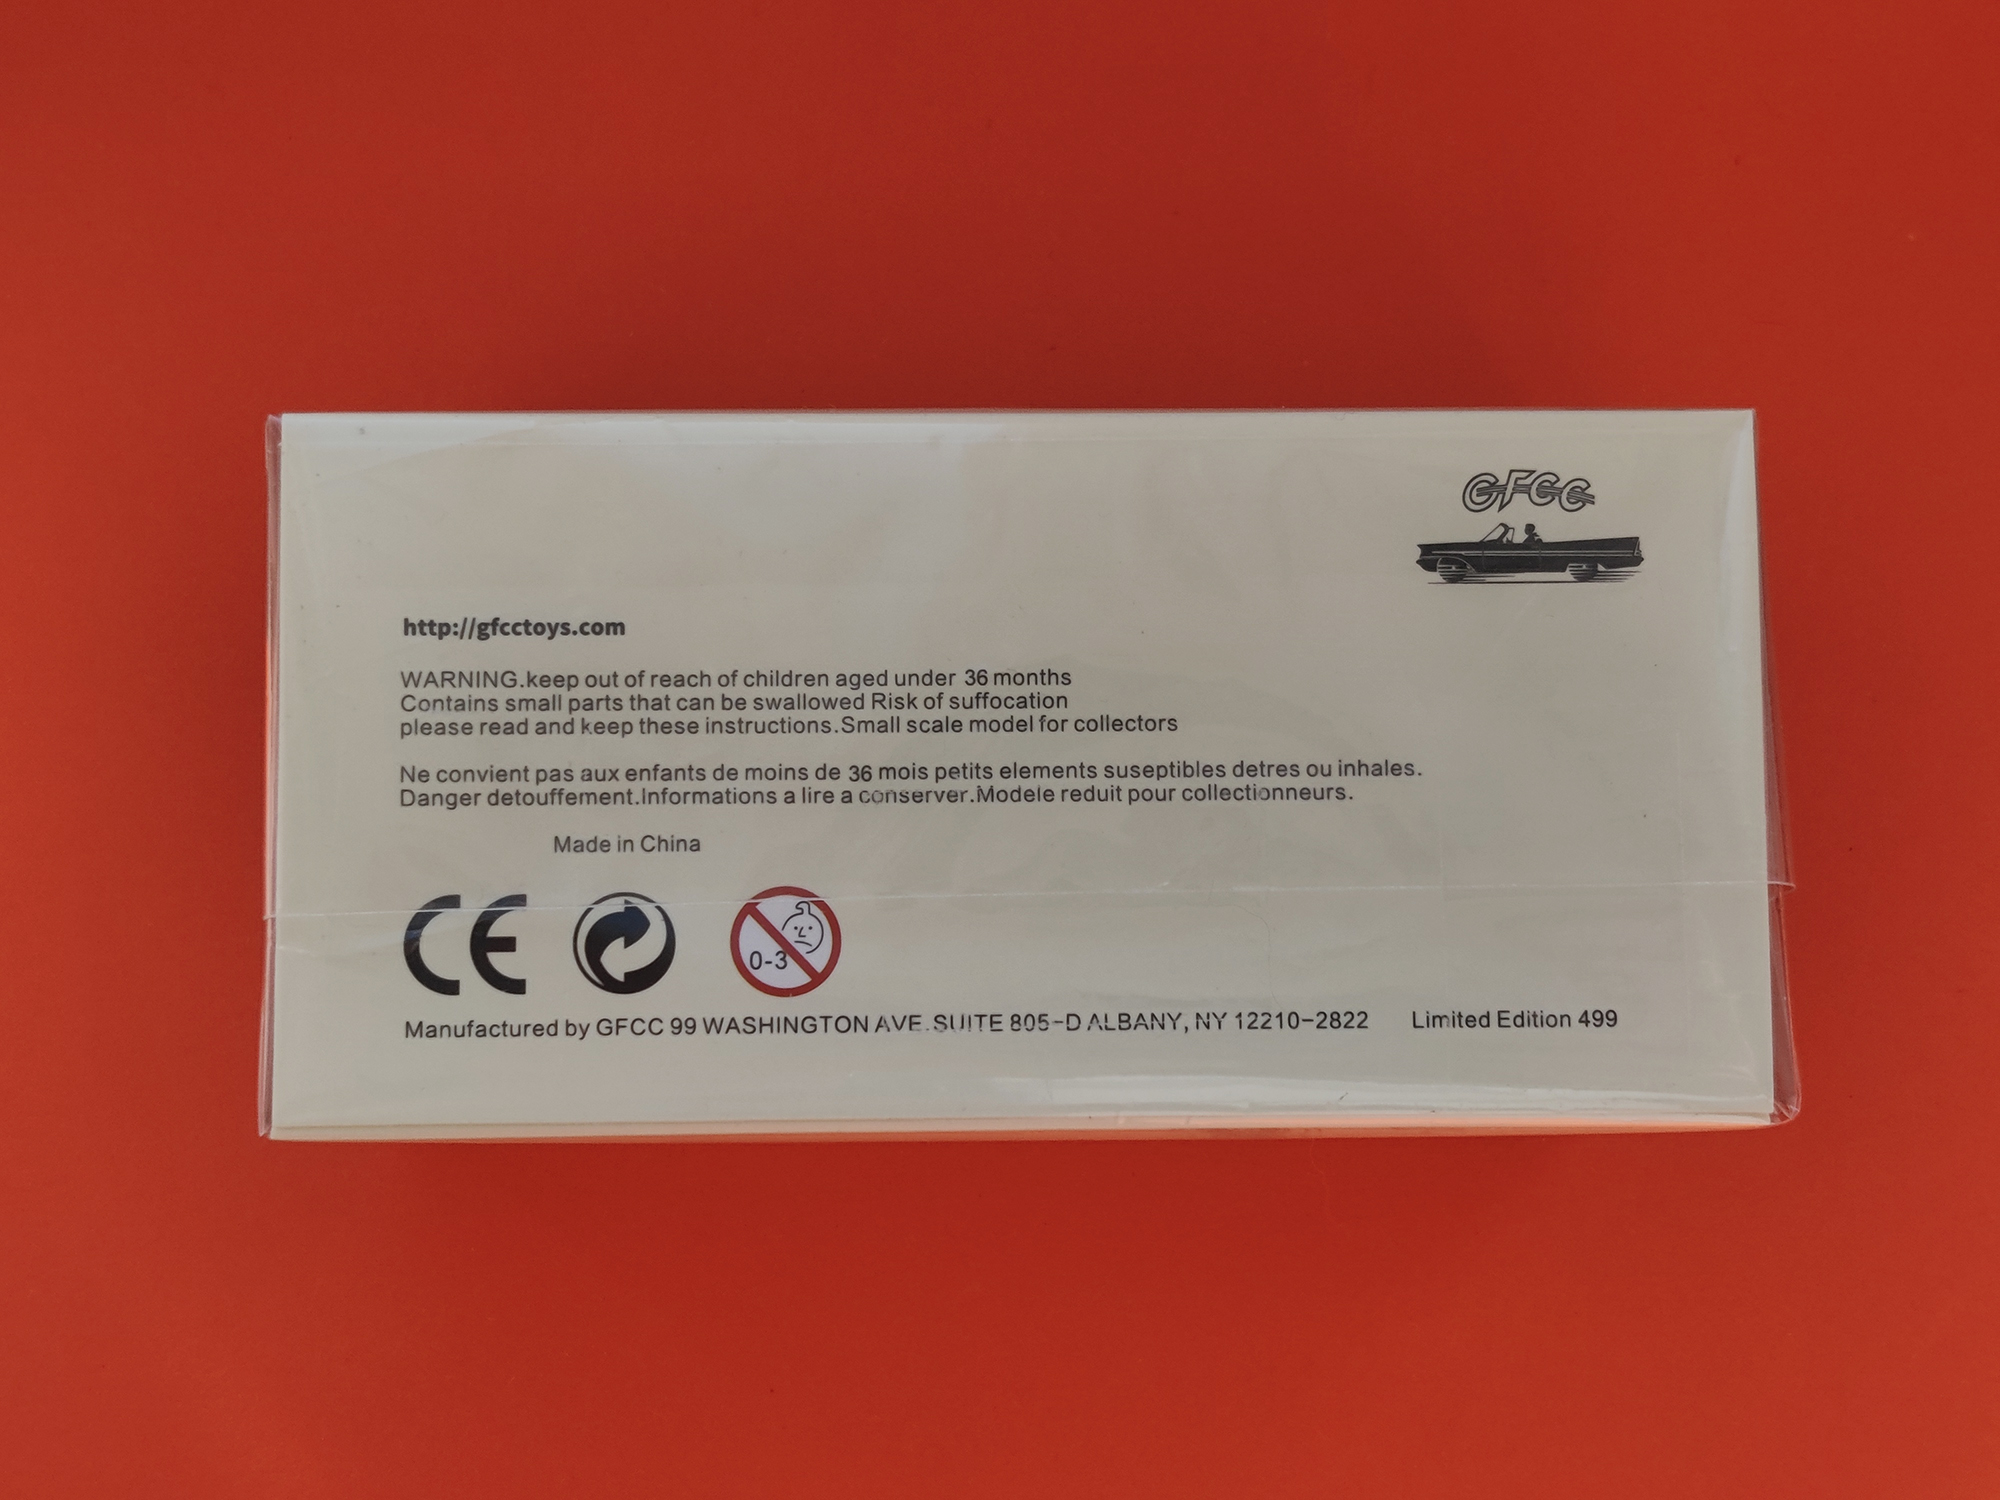 GFCC
http://gfcctoys.com
WARNING.keep out of reach of children aged under 36 months
Contains small parts that can be swallowed Risk of suffocation
please read and keep these instructions.Small scale model for collectors
Ne convient pas aux enfants de moins de 36 mois petits elements suseptibles detres ou inhales.
Danger detouffement.Informations a lire a conserver.Modele reduit pour collectionneurs.
Made in China
CE
0-3
Manufactured by GFCC 99 WASHINGTON AVE.SUITE 805-D ALBANY, NY 12210-2822 Limited Edition 499